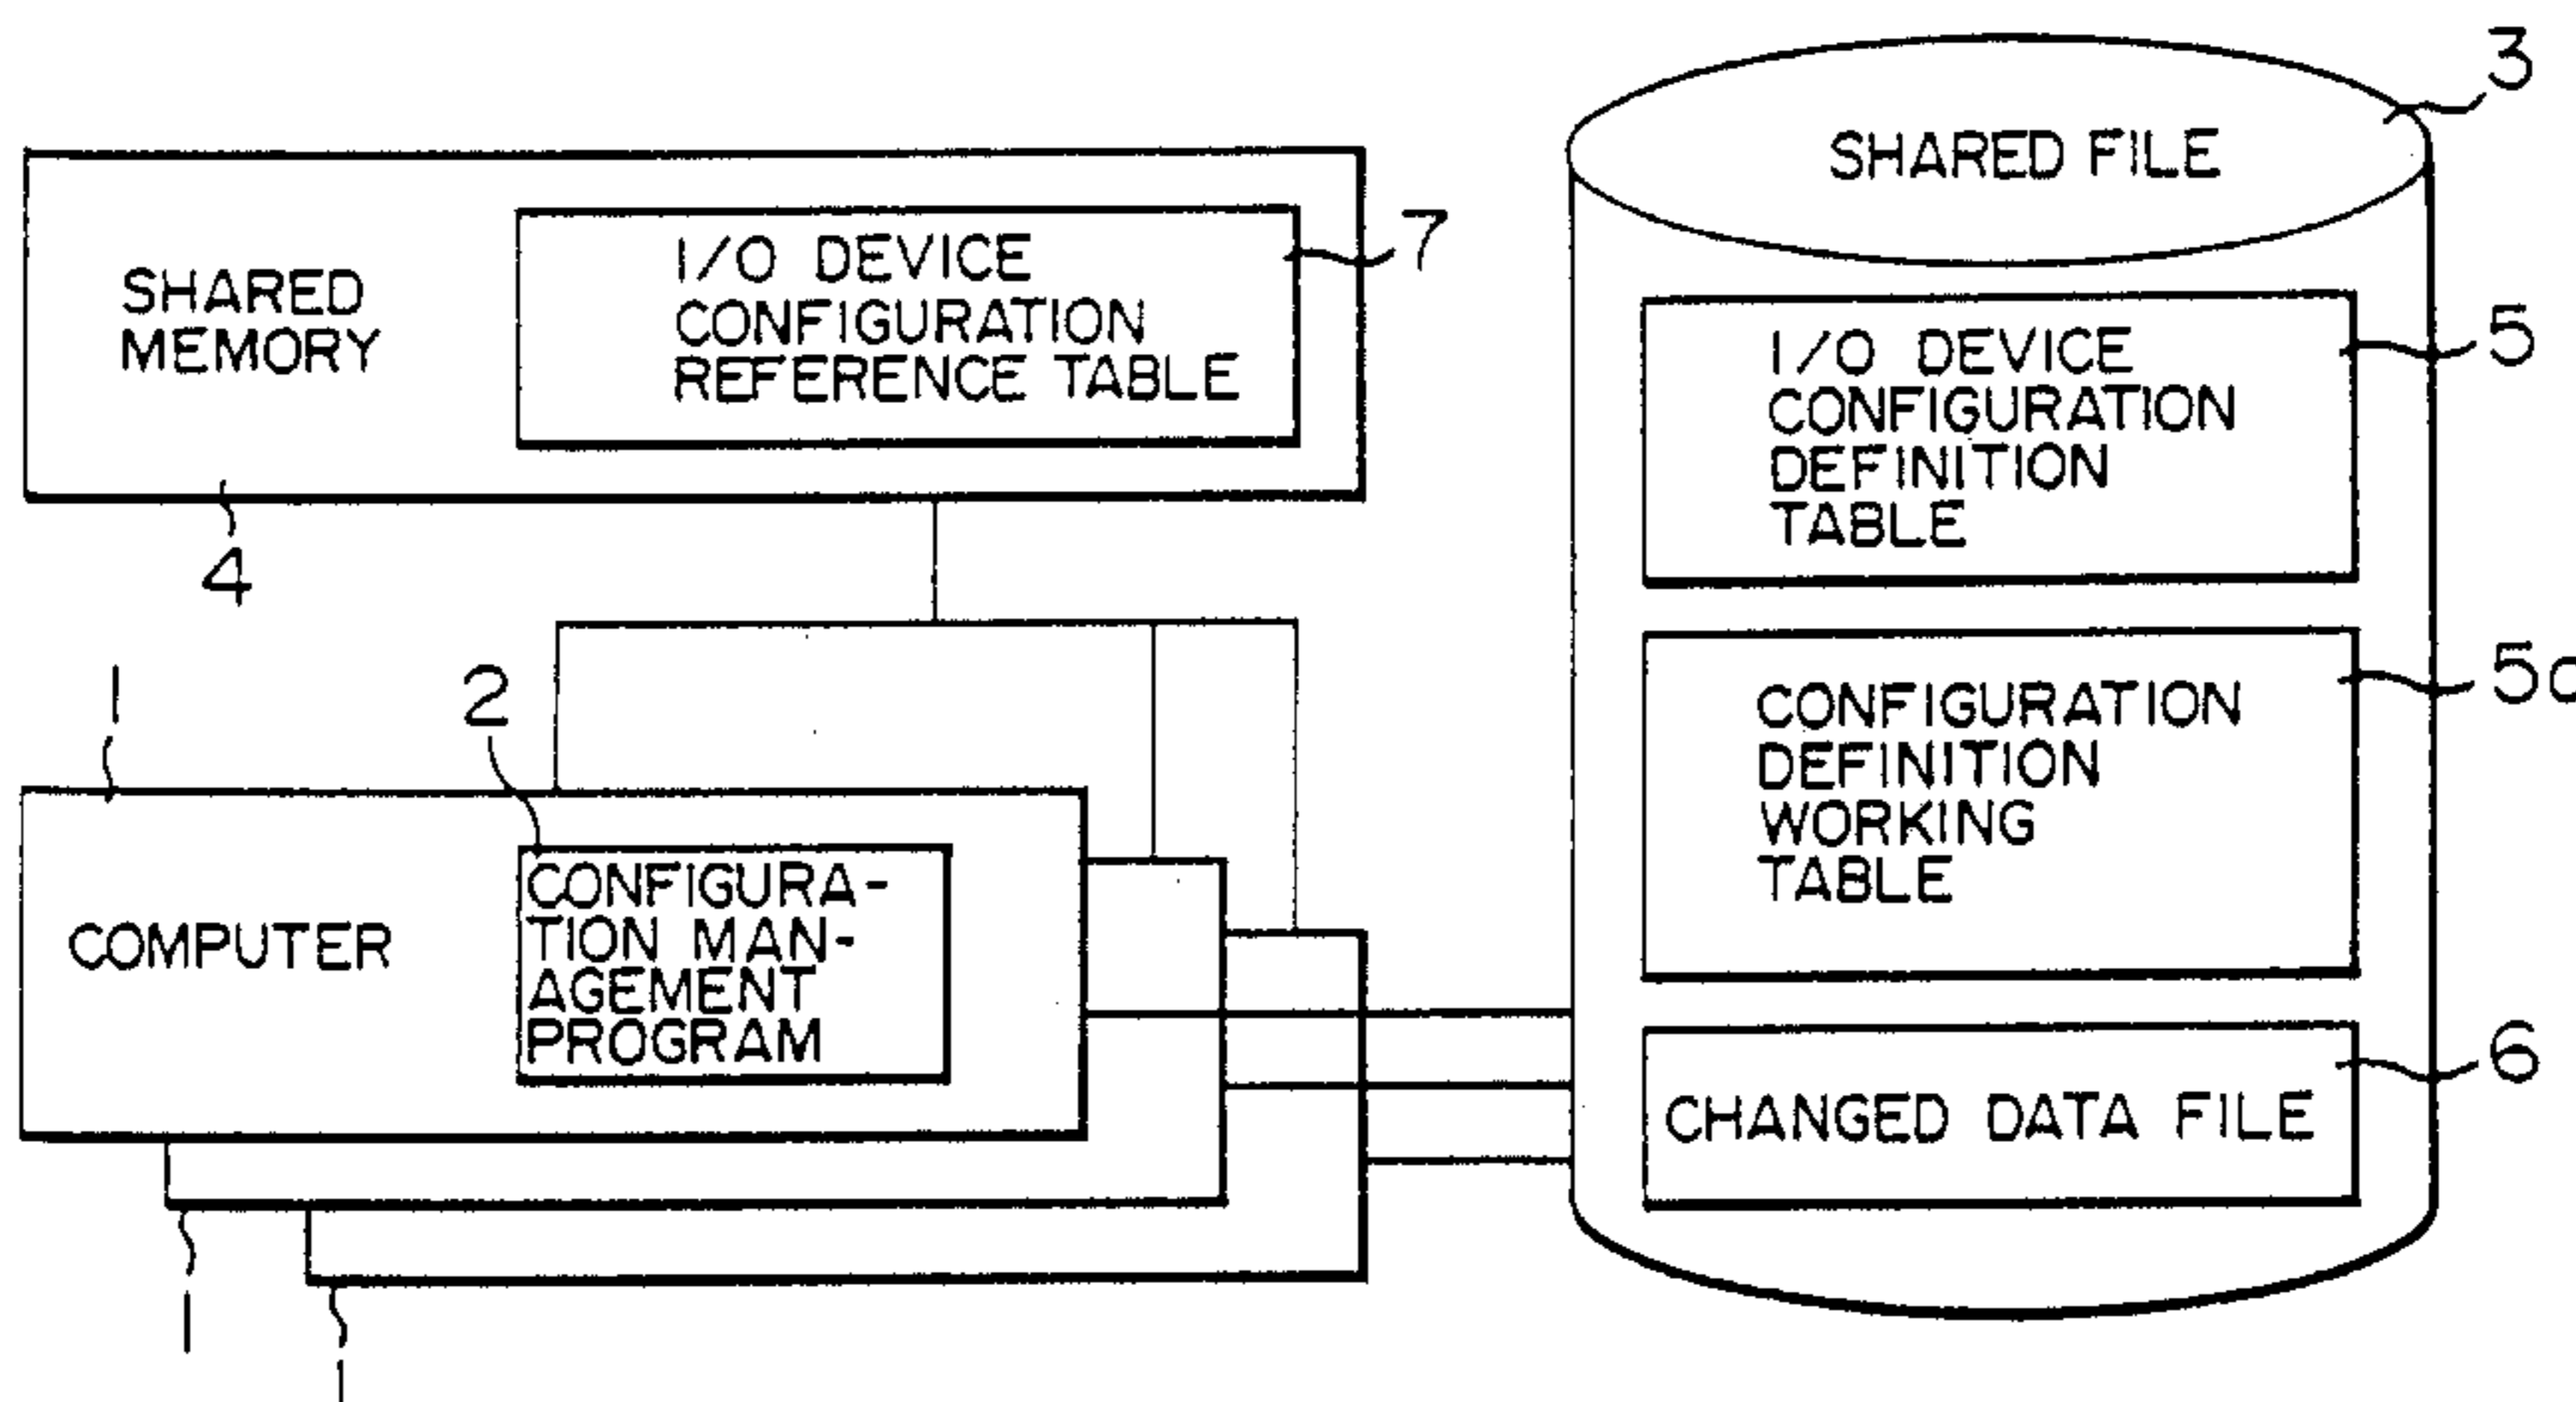 3
SHARED FILE
7
I/O DEVICE
CONFIGURATION
REFERENCE TABLE
SHARED
MEMORY
4
5
I/O DEVICE
CONFIGURATION
DEFINITION
TABLE
5a
CONFIGURATION
DEFINITION
WORKING
TABLE
1
2
CONFIGURA-
TION MAN-
AGEMENT
PROGRAM
COMPUTER
6
CHANGED DATA FILE
1
1